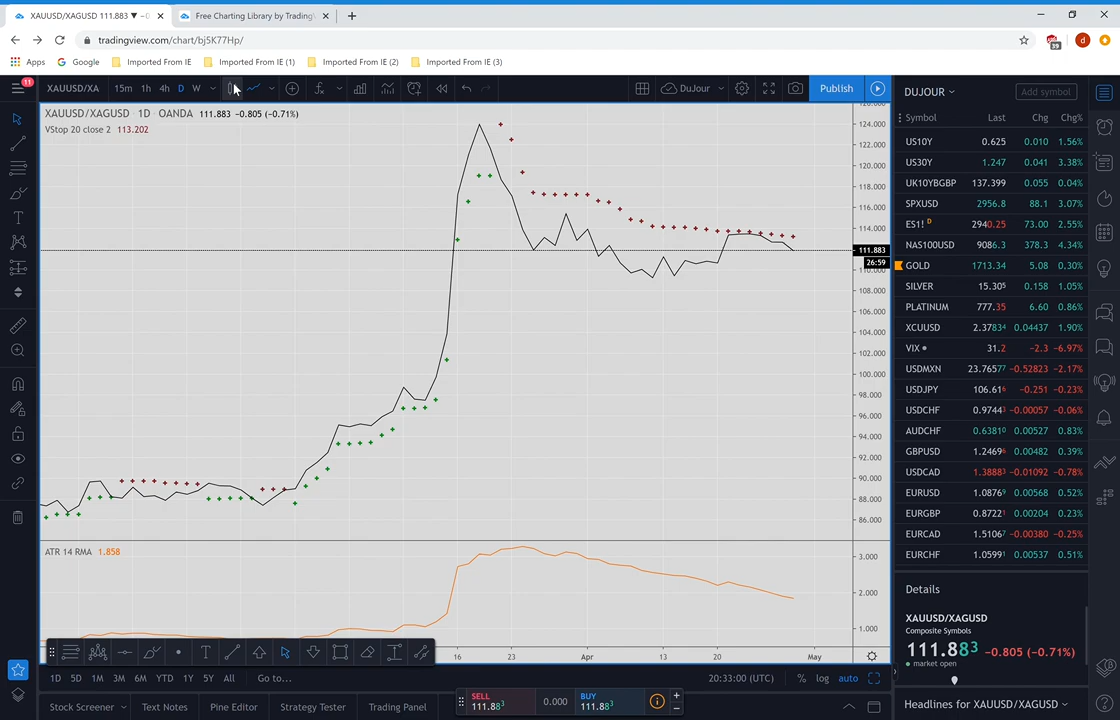 XAUUSD/XAGUSD 111.883 ▼ −0
Free Charting Library by Trading
tradingview.com/chart/bj5K77Hp/
39
d
Apps
Google
Imported From IE
Imported From IE (1)
Imported From IE (2)
Imported From IE (3)
11
XAUUSD/XA
15m
1h
4h
D
W
DuJour
Publish
DUJOUR
Add symbol
XAUUSD/XAGUSD · 1D · OANDA 111.883 −0.805 (−0.71%)
VStop 20 close 2 113.202
Symbol Last Chg Chg%
US10Y 0.625 0.010 1.56%
US30Y 1.247 0.041 3.38%
UK10YBGBP 137.399 0.055 0.04%
SPXUSD 2956.8 88.1 3.07%
ES1! D 2940.25 73.00 2.55%
NAS100USD 9086.3 378.3 4.34%
GOLD 1713.34 5.08 0.30%
SILVER 15.305 0.158 1.05%
PLATINUM 777.35 6.60 0.86%
XCUUSD 2.37834 0.04437 1.90%
VIX 31.2 −2.3 −6.97%
USDMXN 23.76577 −0.52823 −2.17%
USDJPY 106.616 −0.251 −0.23%
USDCHF 0.97443 −0.00057 −0.06%
AUDCHF 0.63810 0.00527 0.83%
GBPUSD 1.24696 0.00482 0.39%
USDCAD 1.38883 −0.01092 −0.78%
EURUSD 1.08769 0.00568 0.52%
EURGBP 0.87221 0.00204 0.23%
EURCAD 1.51067 −0.00380 −0.25%
EURCHF 1.05991 0.00537 0.51%
126.000
124.000
122.000
120.000
118.000
116.000
114.000
111.883
26:59
110.000
108.000
106.000
104.000
102.000
100.000
98.000
96.000
94.000
92.000
90.000
88.000
86.000
ATR 14 RMA 1.858
3.000
2.000
1.000
16
23
Apr
13
20
May
Details
XAUUSD/XAGUSD
Composite Symbols
111.883 −0.805 (−0.71%)
market open
1D
5D
1M
3M
6M
YTD
1Y
5Y
All
Go to...
20:33:00 (UTC)
%
log
auto
SELL
111.883
0.000
BUY
111.883
Stock Screener
Text Notes
Pine Editor
Strategy Tester
Trading Panel
Headlines for XAUUSD/XAGUSD